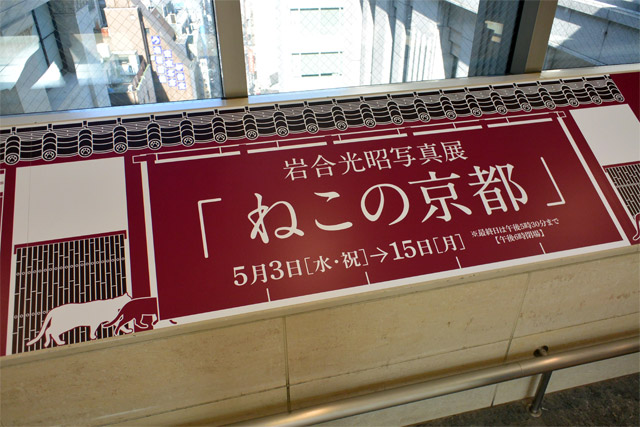 岩合光昭写真展
「ねこの京都」
5月3日[水・祝]→15日[月]
※最終日は午後5時30分まで
【午後6時閉場】